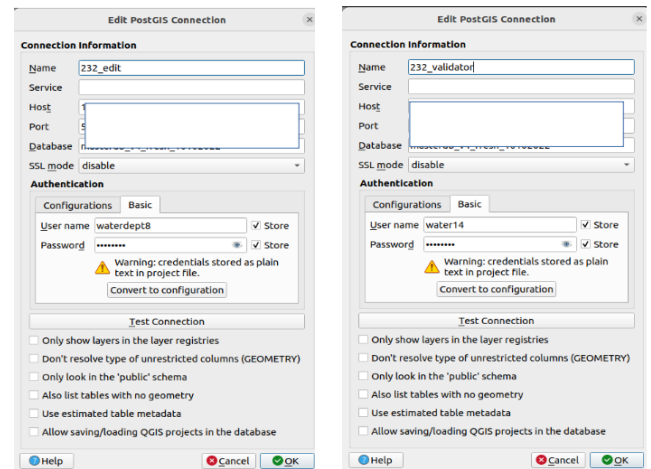 Edit PostGIS Connection
Connection Information
Name 232_edit
Service
Host
Port
Database
SSL mode disable
Authentication
Configurations Basic
User name waterdept8 Store
Password •••••••• Store
Warning: credentials stored as plain
text in project file.
Convert to configuration
Test Connection
Only show layers in the layer registries
Don't resolve type of unrestricted columns (GEOMETRY)
Only look in the 'public' schema
Also list tables with no geometry
Use estimated table metadata
Allow saving/loading QGIS projects in the database
Help Cancel OK
Edit PostGIS Connection
Connection Information
Name 232_validator
Service
Host
Port
Database
SSL mode disable
Authentication
Configurations Basic
User name water14 Store
Password •••••••• Store
Warning: credentials stored as plain
text in project file.
Convert to configuration
Test Connection
Only show layers in the layer registries
Don't resolve type of unrestricted columns (GEOMETRY)
Only look in the 'public' schema
Also list tables with no geometry
Use estimated table metadata
Allow saving/loading QGIS projects in the database
Help Cancel OK